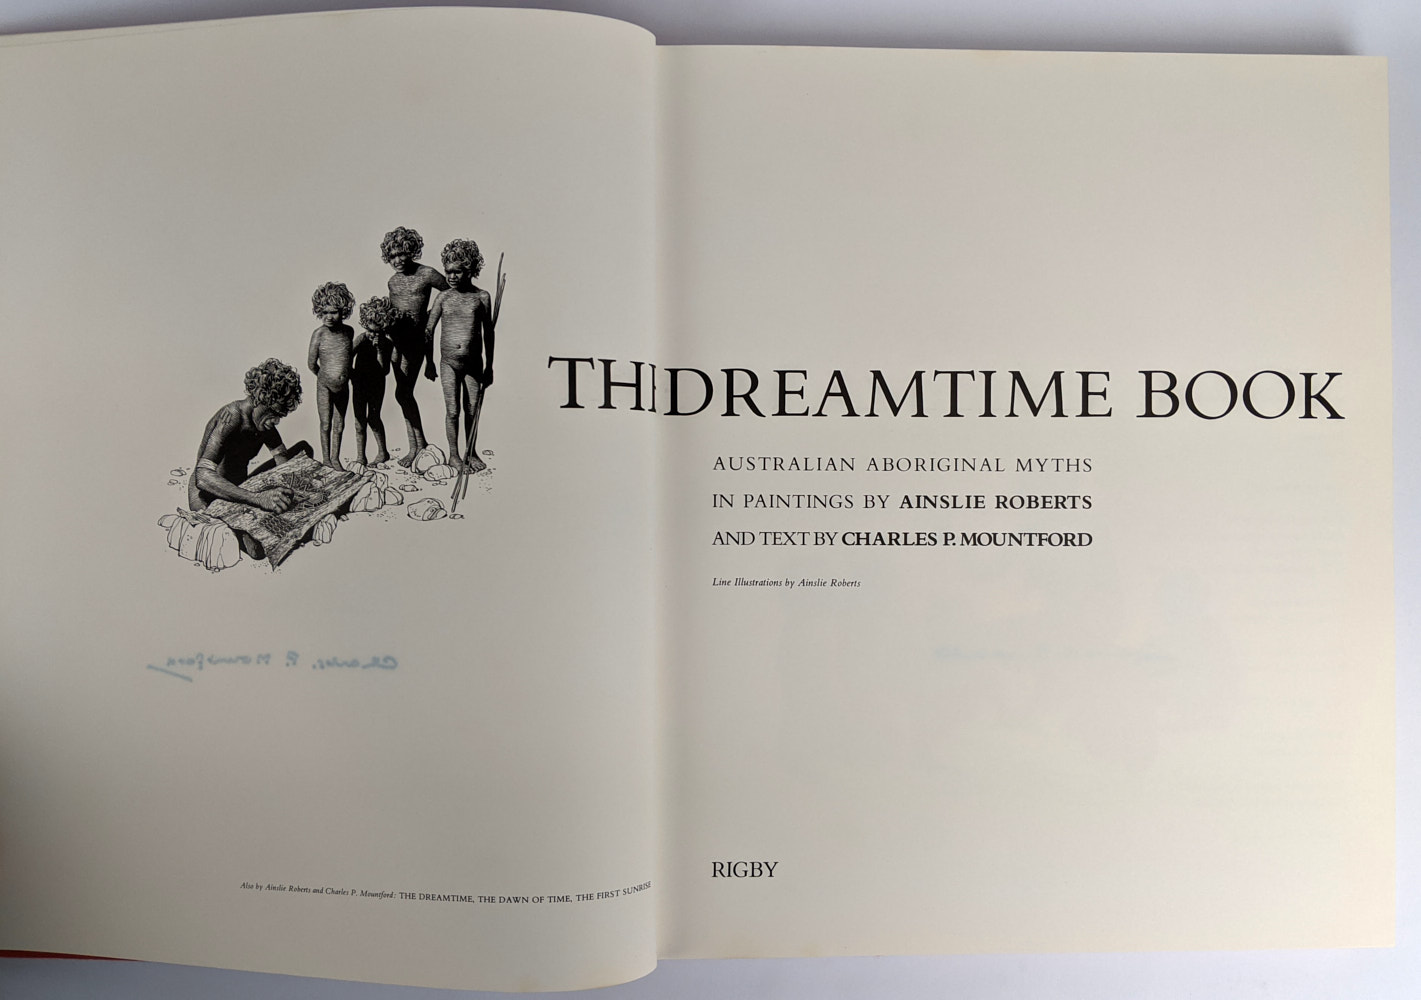 THE DREAMTIME BOOK
AUSTRALIAN ABORIGINAL MYTHS
IN PAINTINGS BY AINSLIE ROBERTS
AND TEXT BY CHARLES P. MOUNTFORD
Line Illustrations by Ainslie Roberts
Charles. P. Mountford
Also by Ainslie Roberts and Charles P. Mountford: THE DREAMTIME, THE DAWN OF TIME, THE FIRST SUNRISE
RIGBY